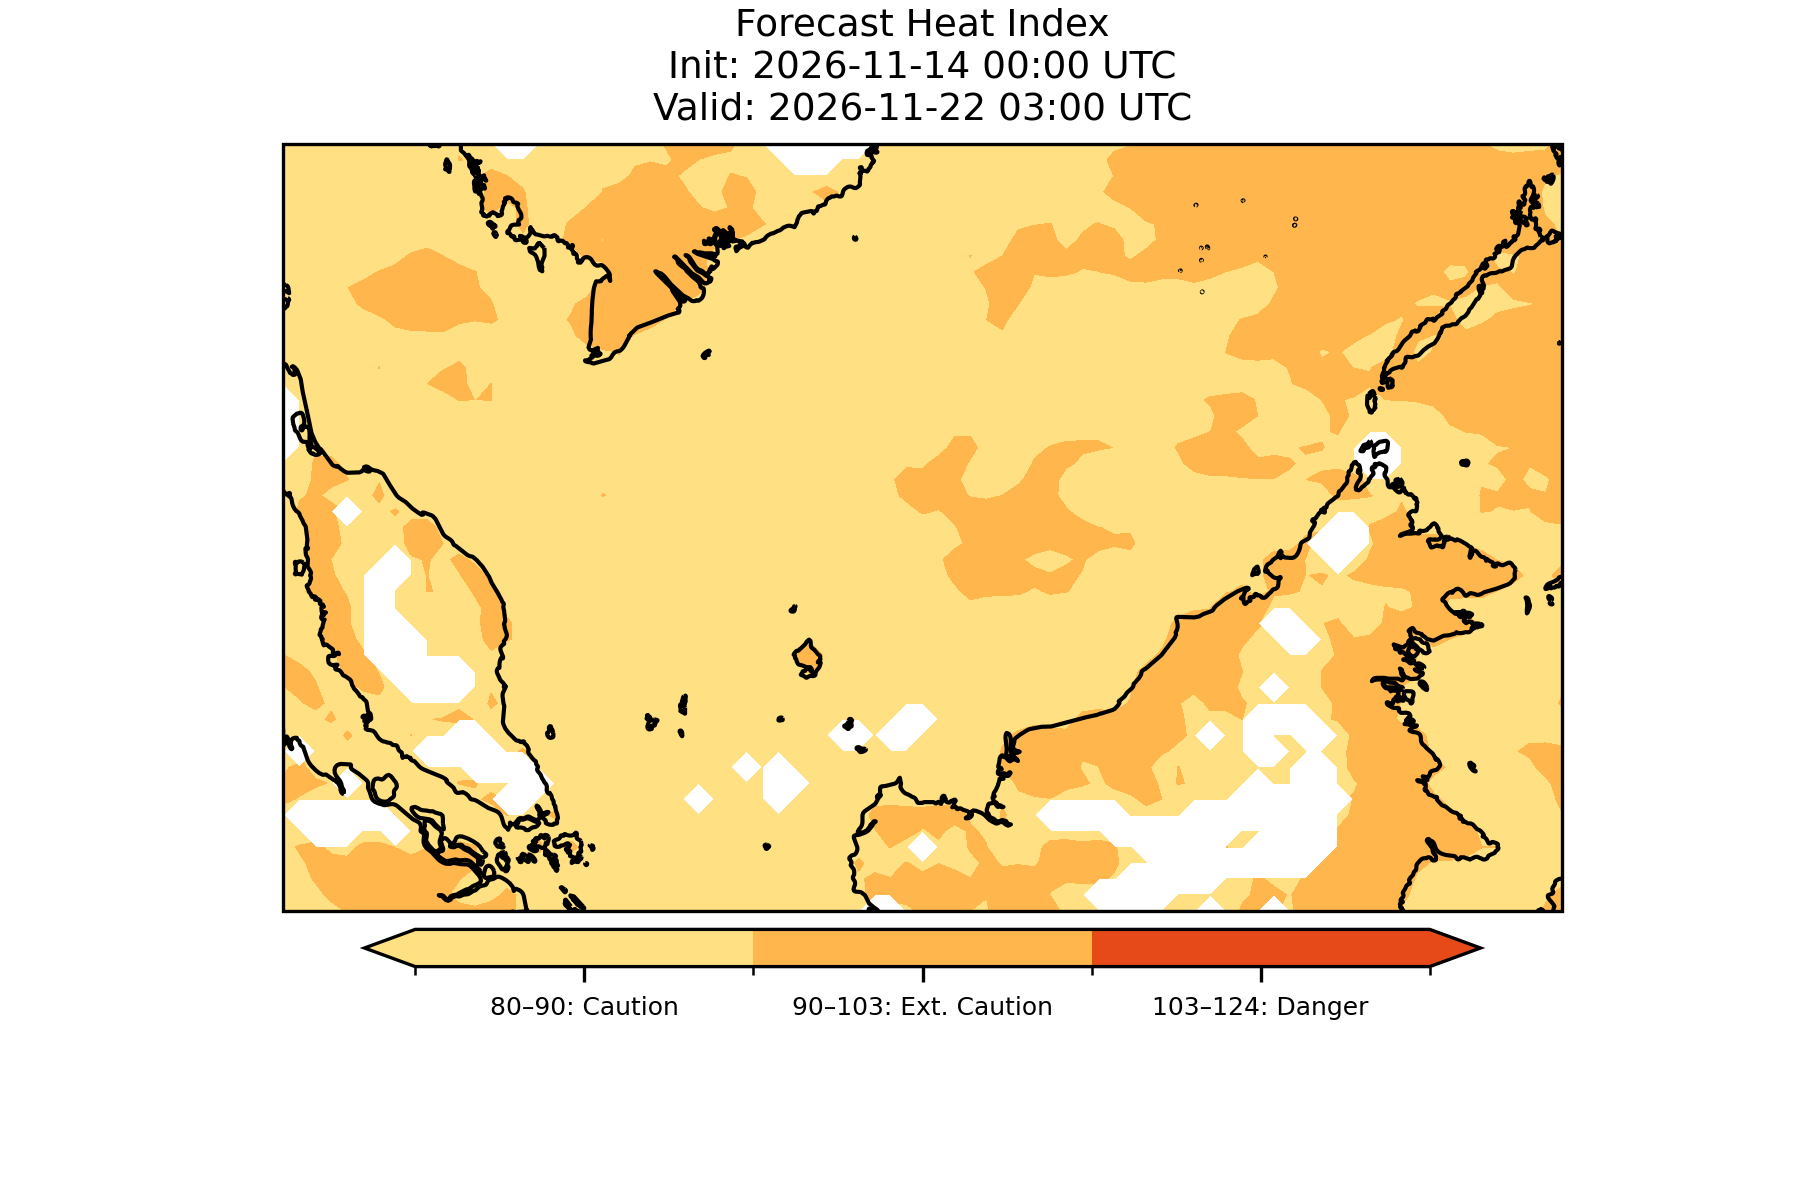 Forecast Heat Index
Init: 2026-11-14 00:00 UTC
Valid: 2026-11-22 03:00 UTC
80–90: Caution
90–103: Ext. Caution
103–124: Danger